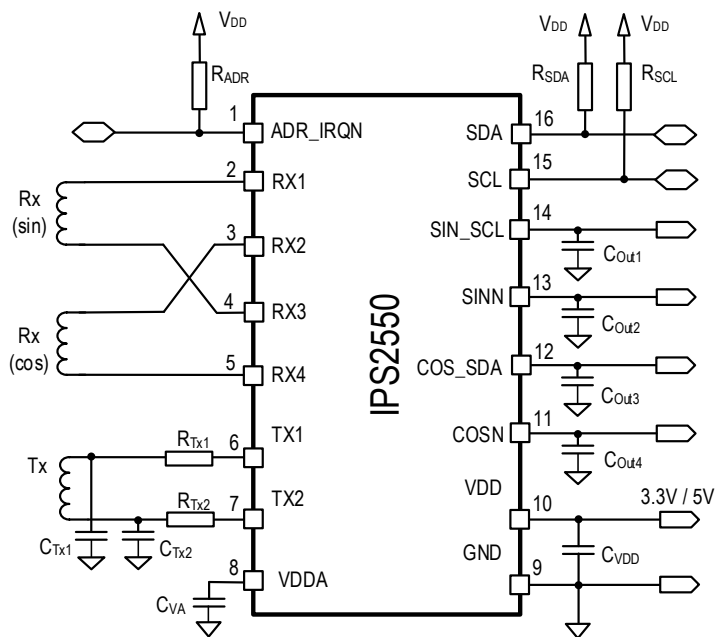 VDD
VDD
VDD
RADR
RSDA
RSCL
1
ADR_IRQN
SDA
16
2
RX1
SCL
15
Rx
(sin)
3
RX2
SIN_SCL
14
COut1
4
RX3
SINN
13
COut2
Rx
(cos)
5
RX4
COS_SDA
12
COut3
IPS2550
RTx1
6
TX1
COSN
11
COut4
Tx
RTx2
7
TX2
VDD
10
3.3V / 5V
CTx1
CTx2
CVDD
8
VDDA
GND
9
CVA